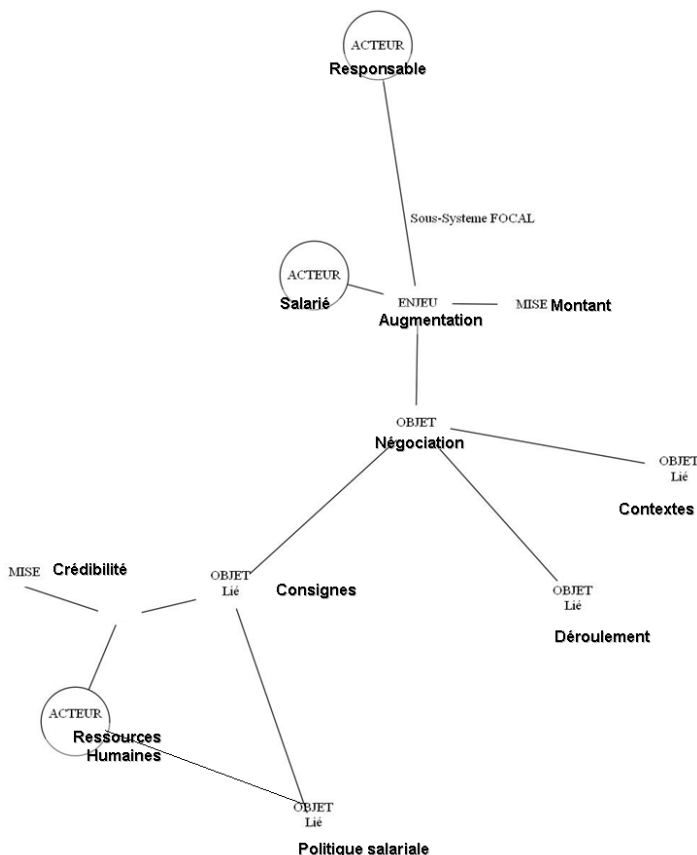 ACTEUR
Responsable
Sous-Systeme FOCAL
ACTEUR
Salarié
ENJEU
Augmentation
MISE Montant
OBJET
Négociation
OBJET
Lié
Contextes
MISE Crédibilité
OBJET
Lié
Consignes
OBJET
Lié
Déroulement
ACTEUR
Ressources
Humaines
OBJET
Lié
Politique salariale